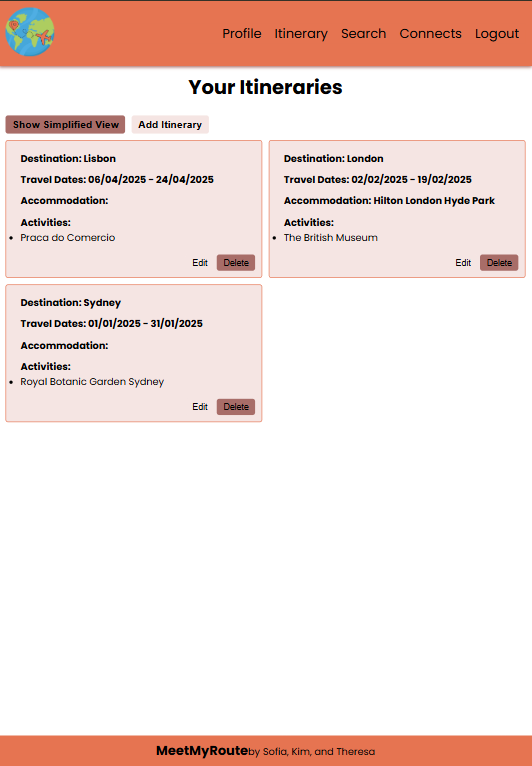 Profile Itinerary Search Connects Logout
Your Itineraries
Show Simplified View Add Itinerary
Destination: Lisbon
Travel Dates: 06/04/2025 - 24/04/2025
Accommodation:
Activities:
Praca do Comercio
Edit Delete
Destination: London
Travel Dates: 02/02/2025 - 19/02/2025
Accommodation: Hilton London Hyde Park
Activities:
The British Museum
Edit Delete
Destination: Sydney
Travel Dates: 01/01/2025 - 31/01/2025
Accommodation:
Activities:
Royal Botanic Garden Sydney
Edit Delete
MeetMyRoute by Sofia, Kim, and Theresa